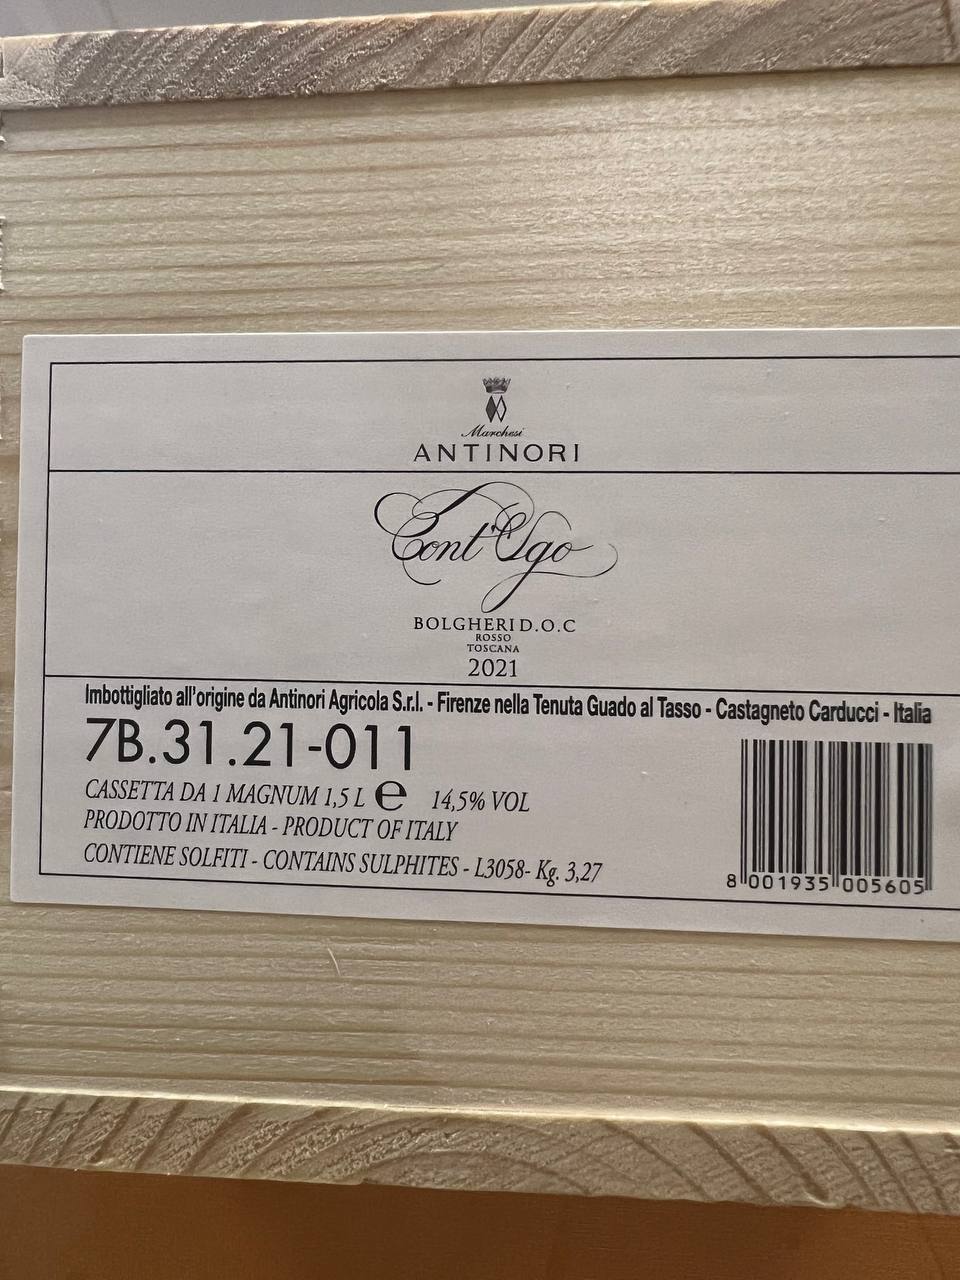 Marchesi
ANTINORI
Cont'Ugo
BOLGHERI D.O.C
ROSSO
TOSCANA
2021
Imbottigliato all'origine da Antinori Agricola S.r.l. - Firenze nella Tenuta Guado al Tasso - Castagneto Carducci - Italia
7B.31.21-011
CASSETTA DA 1 MAGNUM 1,5 L e 14,5% VOL
PRODOTTO IN ITALIA - PRODUCT OF ITALY
CONTIENE SOLFITI - CONTAINS SULPHITES - L3058- Kg. 3,27
8 001935 005605